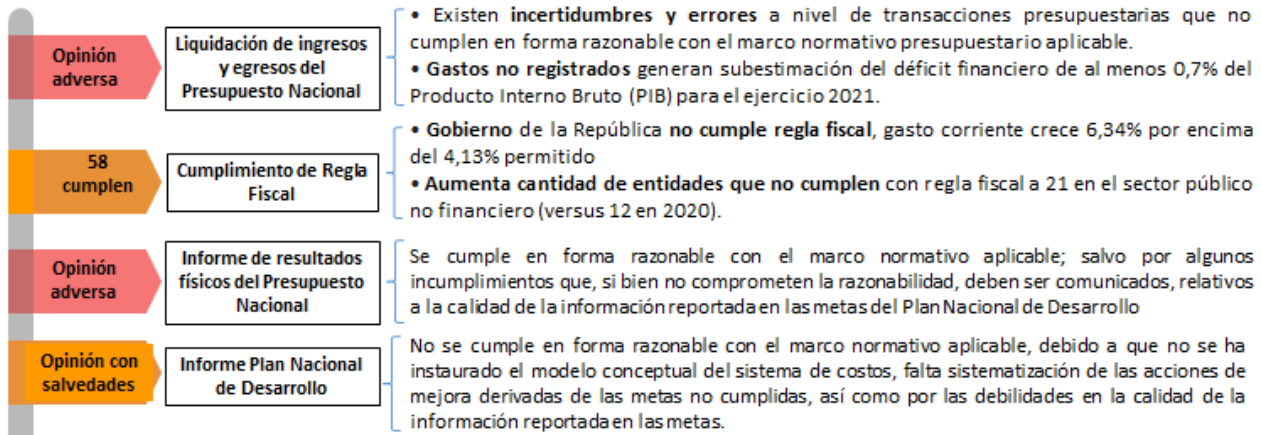 Opinión
adversa
Liquidación de ingresos
y egresos del
Presupuesto Nacional
• Existen incertidumbres y errores a nivel de transacciones presupuestarias que no
cumplen en forma razonable con el marco normativo presupuestario aplicable.
• Gastos no registrados generan subestimación del déficit financiero de al menos 0,7% del
Producto Interno Bruto (PIB) para el ejercicio 2021.
58
cumplen
Cumplimiento de Regla
Fiscal
• Gobierno de la República no cumple regla fiscal, gasto corriente crece 6,34% por encima
del 4,13% permitido
• Aumenta cantidad de entidades que no cumplen con regla fiscal a 21 en el sector público
no financiero (versus 12 en 2020).
Opinión
adversa
Informe de resultados
físicos del Presupuesto
Nacional
Se cumple en forma razonable con el marco normativo aplicable; salvo por algunos
incumplimientos que, si bien no comprometen la razonabilidad, deben ser comunicados, relativos
a la calidad de la información reportada en las metas del Plan Nacional de Desarrollo
Opinión con
salvedades
Informe Plan Nacional
de Desarrollo
No se cumple en forma razonable con el marco normativo aplicable, debido a que no se ha
instaurado el modelo conceptual del sistema de costos, falta sistematización de las acciones de
mejora derivadas de las metas no cumplidas, así como por las debilidades en la calidad de la
información reportada en las metas.